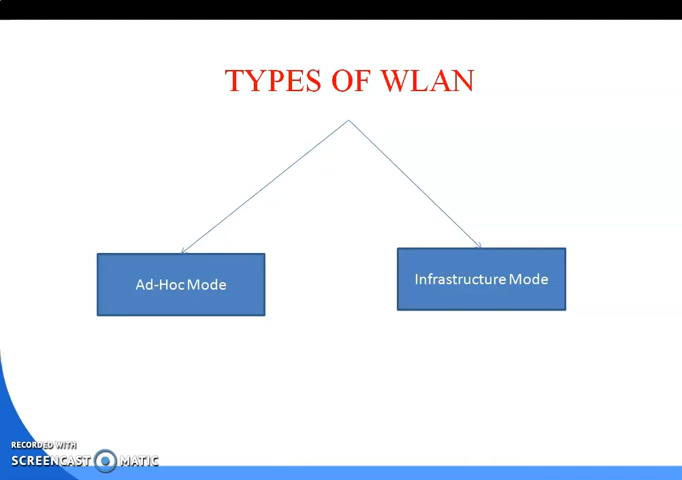 TYPES OF WLAN
Ad-Hoc Mode
Infrastructure Mode
RECORDED WITH
SCREENCAST MATIC